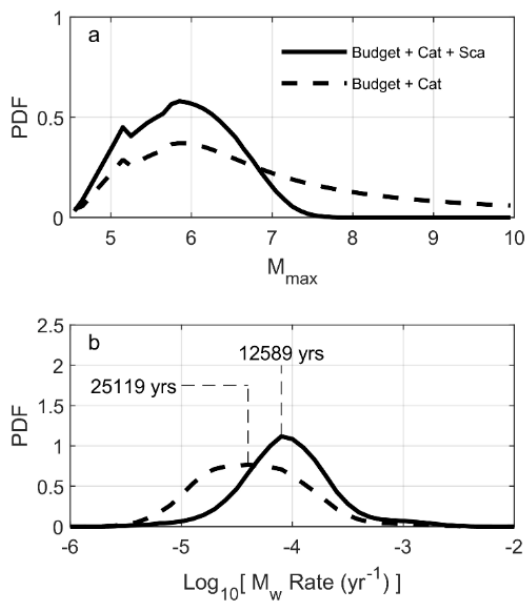 a
Budget + Cat + Sca
Budget + Cat
PDF
1
0.5
0
5 6 7 8 9 10
M_max
b
2.5
2
1.5
1
0.5
0
12589 yrs
25119 yrs
PDF
-6 -5 -4 -3 -2
Log₁₀[ M_w Rate (yr⁻¹) ]